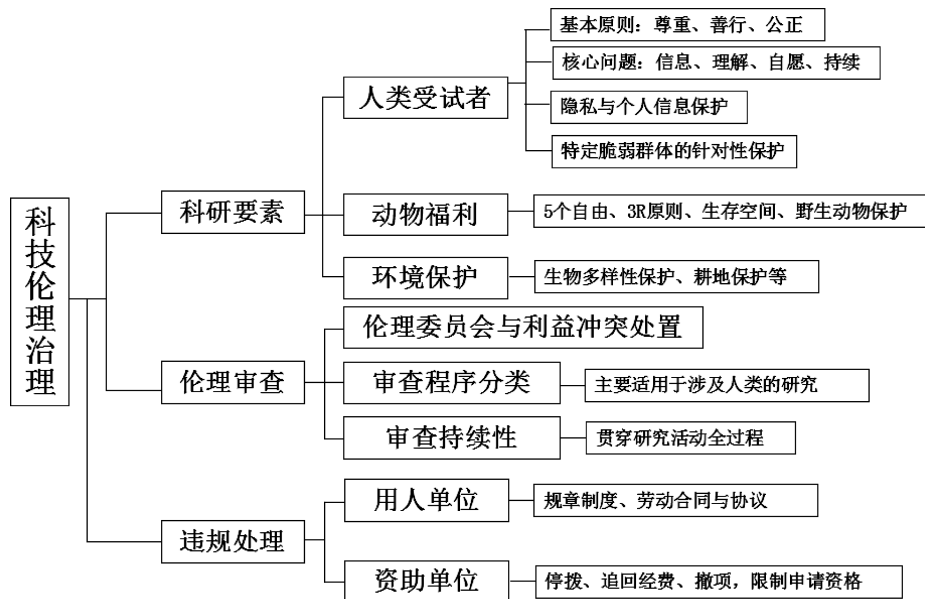 科技伦理治理
科研要素
人类受试者
基本原则：尊重、善行、公正
核心问题：信息、理解、自愿、持续
隐私与个人信息保护
特定脆弱群体的针对性保护
动物福利
5个自由、3R原则、生存空间、野生动物保护
环境保护
生物多样性保护、耕地保护等
伦理审查
伦理委员会与利益冲突处置
审查程序分类
主要适用于涉及人类的研究
审查持续性
贯穿研究活动全过程
违规处理
用人单位
规章制度、劳动合同与协议
资助单位
停拨、追回经费、撤项，限制申请资格